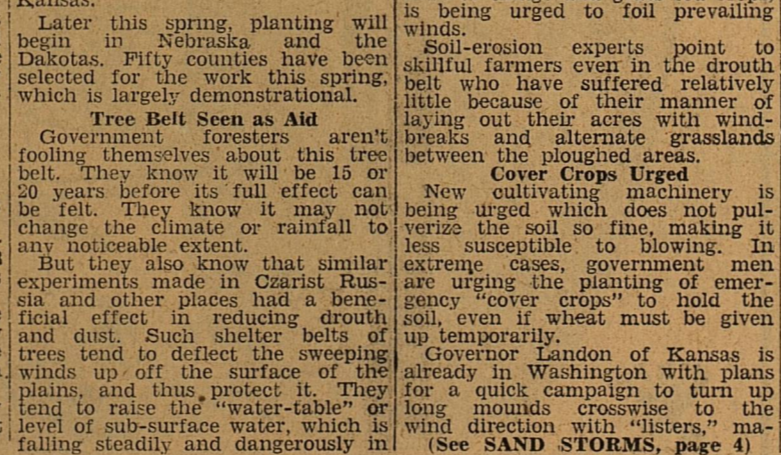 Kansas.
Later this spring, planting will
begin in Nebraska and the
Dakotas. Fifty counties have been
selected for the work this spring,
which is largely demonstrational.
Tree Belt Seen as Aid
Government foresters aren't
fooling themselves about this tree
belt. They know it will be 15 or
20 years before its full effect can
be felt. They know it may not
change the climate or rainfall to
any noticeable extent.
But they also know that similar
experiments made in Czarist Rus-
sia and other places had a bene-
ficial effect in reducing drouth
and dust. Such shelter belts of
trees tend to deflect the sweeping
winds up off the surface of the
plains, and thus protect it. They
tend to raise the "water-table" or
level of sub-surface water, which is
falling steadily and dangerously in
is being urged to foil prevailing
winds.
Soil-erosion experts point to
skillful farmers even in the drouth
belt who have suffered relatively
little because of their manner of
laying out their acres with wind-
breaks and alternate grasslands
between the ploughed areas.
Cover Crops Urged
New cultivating machinery is
being urged which does not pul-
verize the soil so fine, making it
less susceptible to blowing. In
extreme cases, government men
are urging the planting of emer-
gency "cover crops" to hold the
soil, even if wheat must be given
up temporarily.
Governor Landon of Kansas is
already in Washington with plans
for a quick campaign to turn up
long mounds crosswise to the
wind direction with "listers," ma-
(See SAND STORMS, page 4)